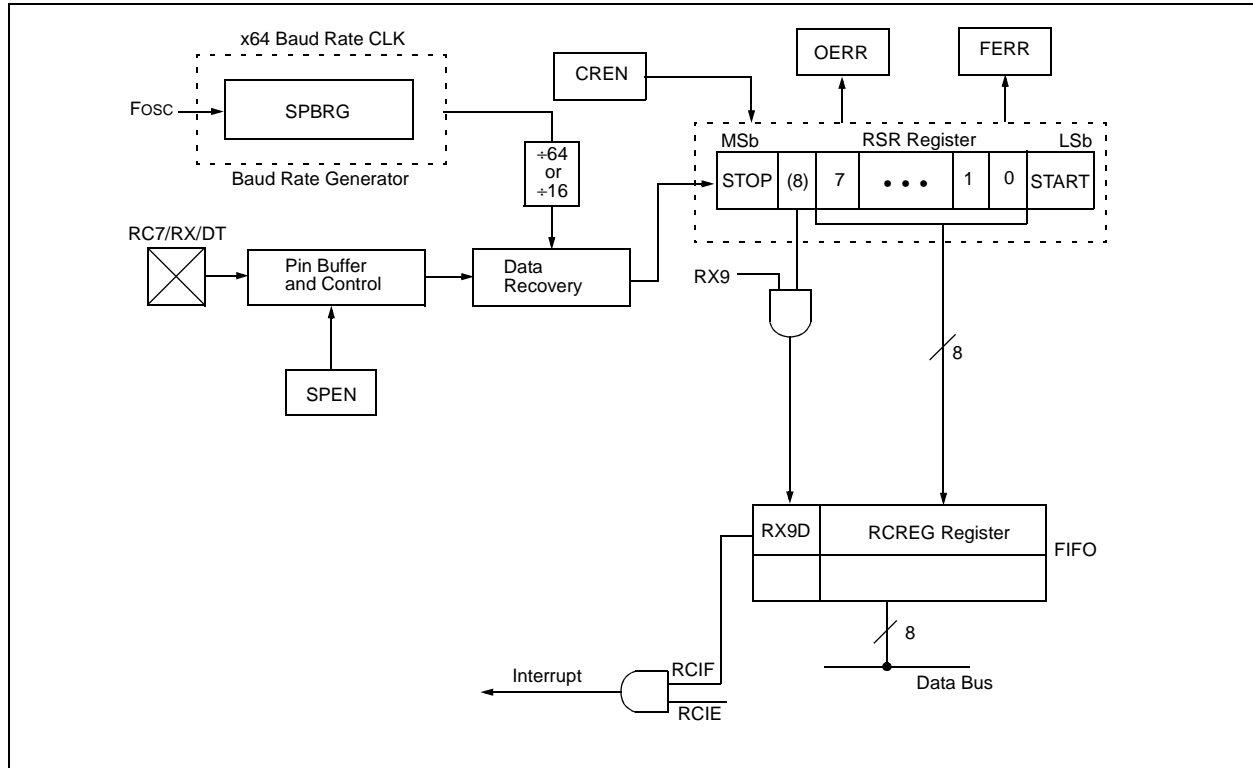 x64 Baud Rate CLK
FOSC
SPBRG
Baud Rate Generator
CREN
OERR
FERR
÷64
or
÷16
MSb
RSR Register
LSb
STOP
(8)
7
• • •
1
0
START
RC7/RX/DT
Pin Buffer
and Control
Data
Recovery
SPEN
RX9
8
RX9D
RCREG Register
FIFO
8
Data Bus
Interrupt
RCIF
RCIE